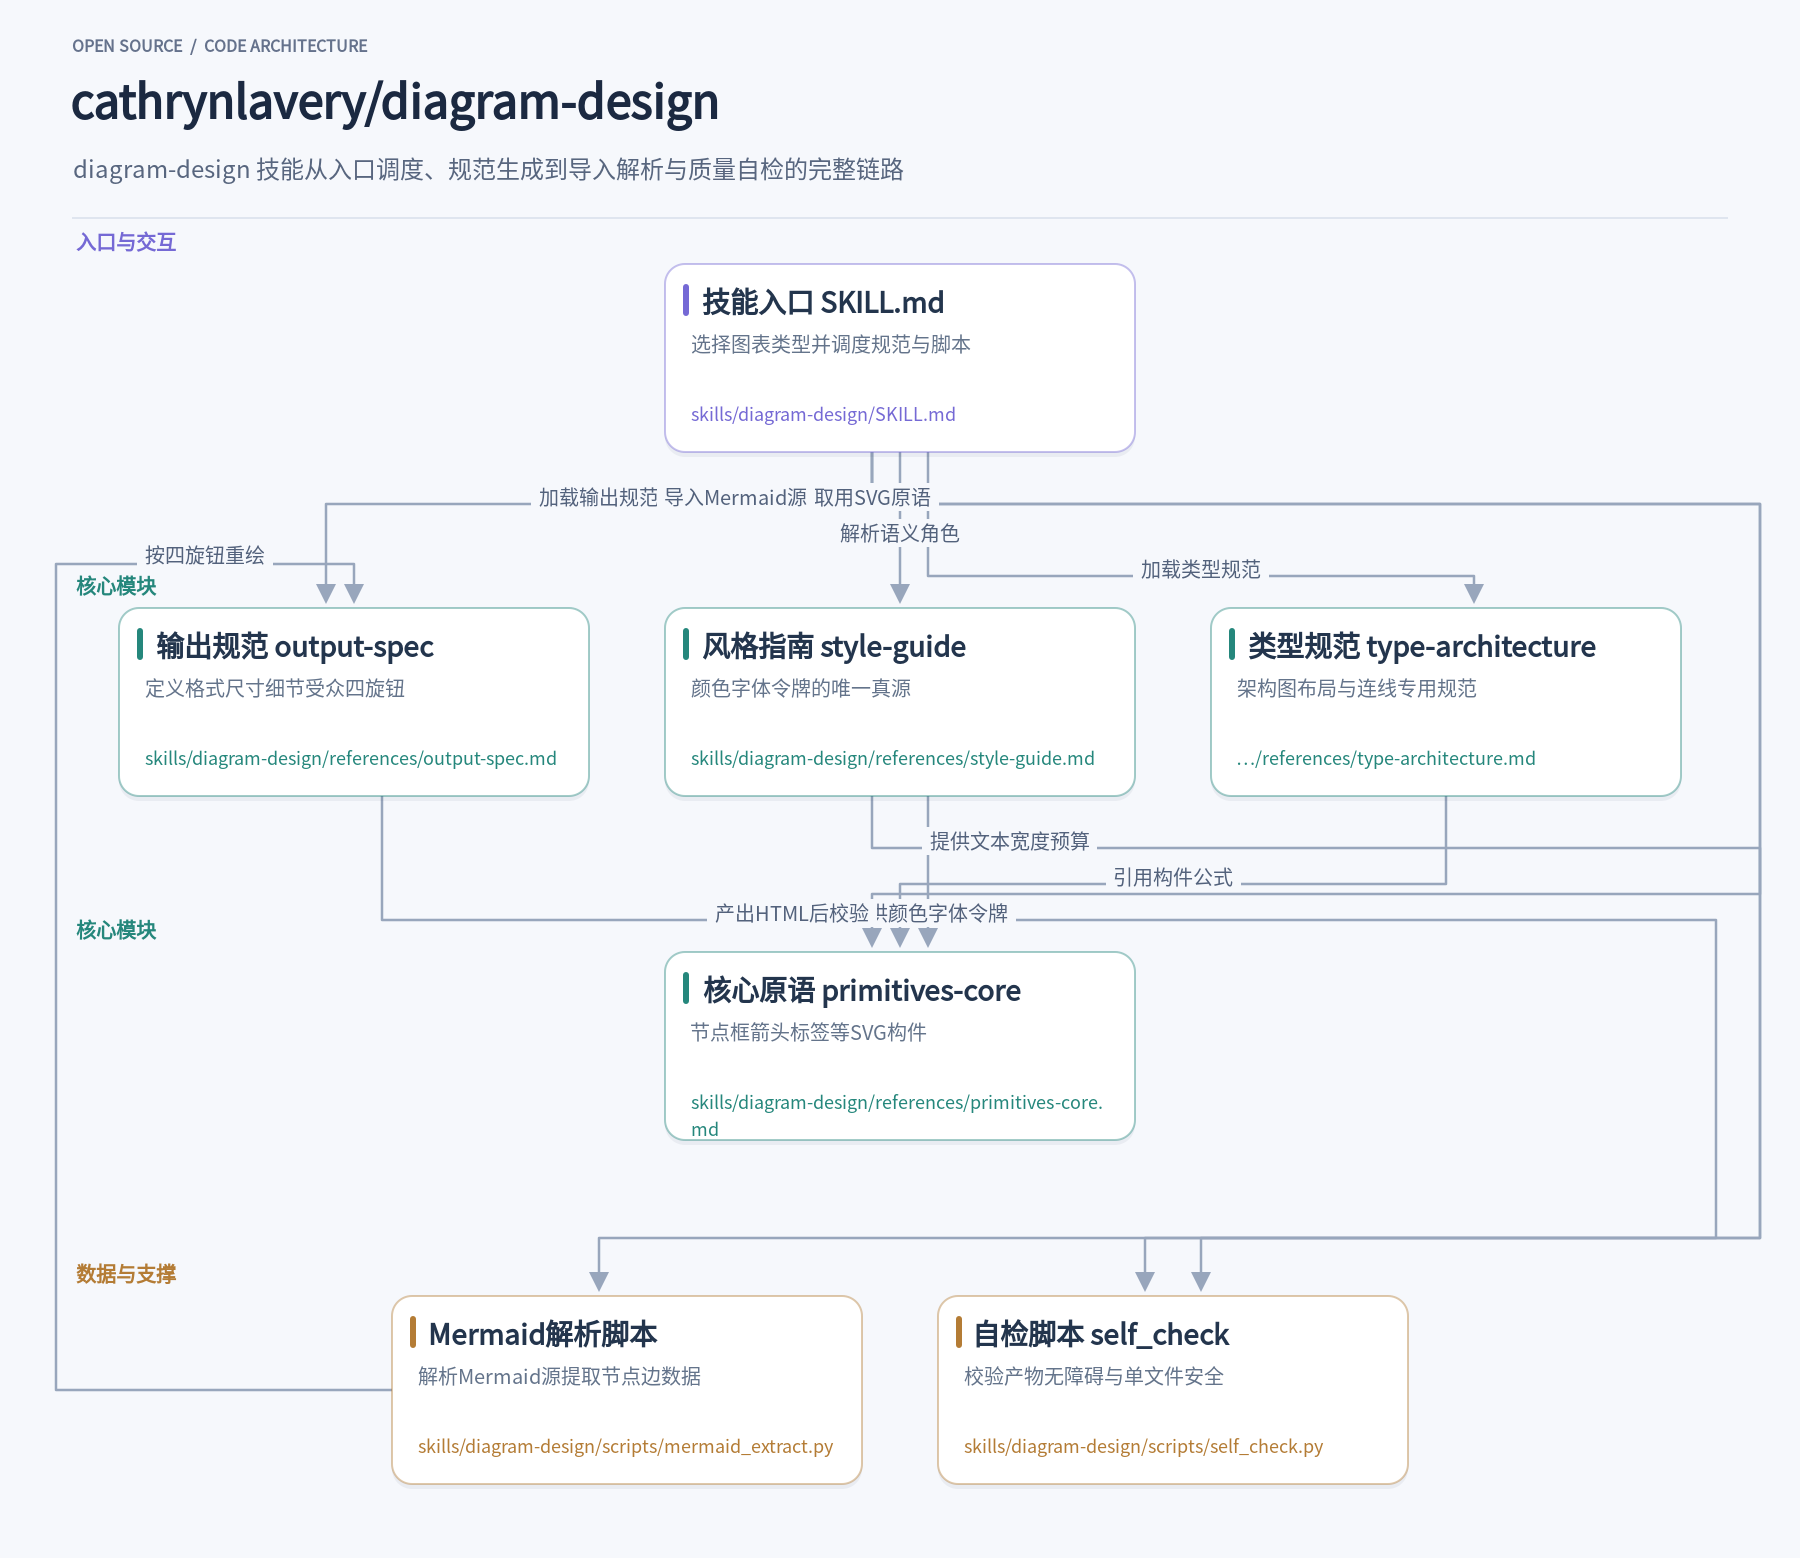 OPEN SOURCE / CODE ARCHITECTURE
cathrynlavery/diagram-design
diagram-design 技能从入口调度、规范生成到导入解析与质量自检的完整链路
入口与交互
技能入口 SKILL.md
选择图表类型并调度规范与脚本
skills/diagram-design/SKILL.md
加载输出规范
导入Mermaid源
取用SVG原语
解析语义角色
按四旋钮重绘
加载类型规范
核心模块
输出规范 output-spec
定义格式尺寸细节受众四旋钮
skills/diagram-design/references/output-spec.md
风格指南 style-guide
颜色字体令牌的唯一真源
skills/diagram-design/references/style-guide.md
类型规范 type-architecture
架构图布局与连线专用规范
…/references/type-architecture.md
提供文本宽度预算
引用构件公式
产出HTML后校验
颜色字体令牌
核心模块
核心原语 primitives-core
节点框箭头标签等SVG构件
skills/diagram-design/references/primitives-core.
md
数据与支撑
Mermaid解析脚本
解析Mermaid源提取节点边数据
skills/diagram-design/scripts/mermaid_extract.py
自检脚本 self_check
校验产物无障碍与单文件安全
skills/diagram-design/scripts/self_check.py